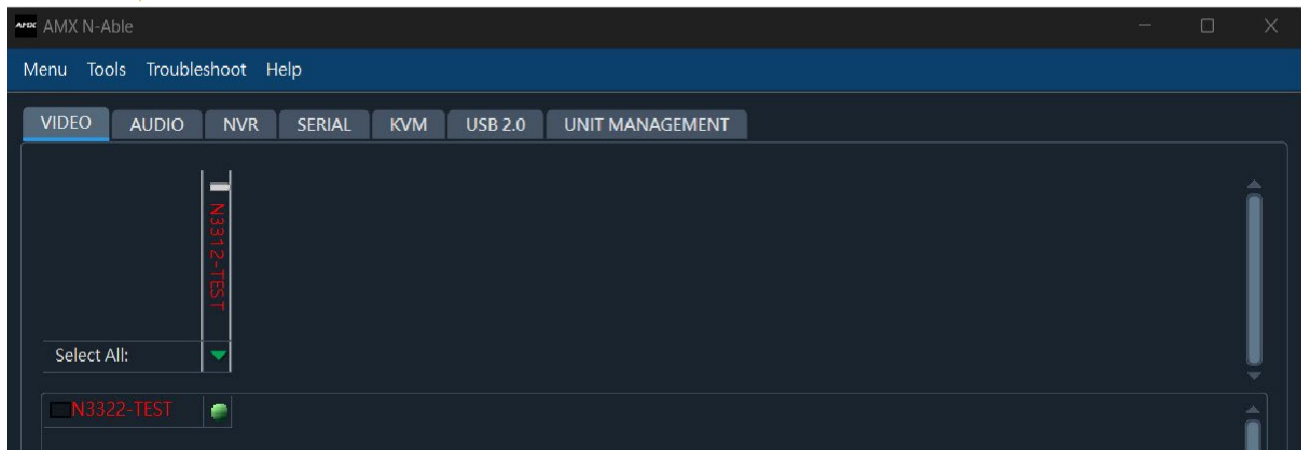 AMX AMX N-Able
Menu Tools Troubleshoot Help
VIDEO AUDIO NVR SERIAL KVM USB 2.0 UNIT MANAGEMENT
N3312-TEST
Select All:
N3322-TEST